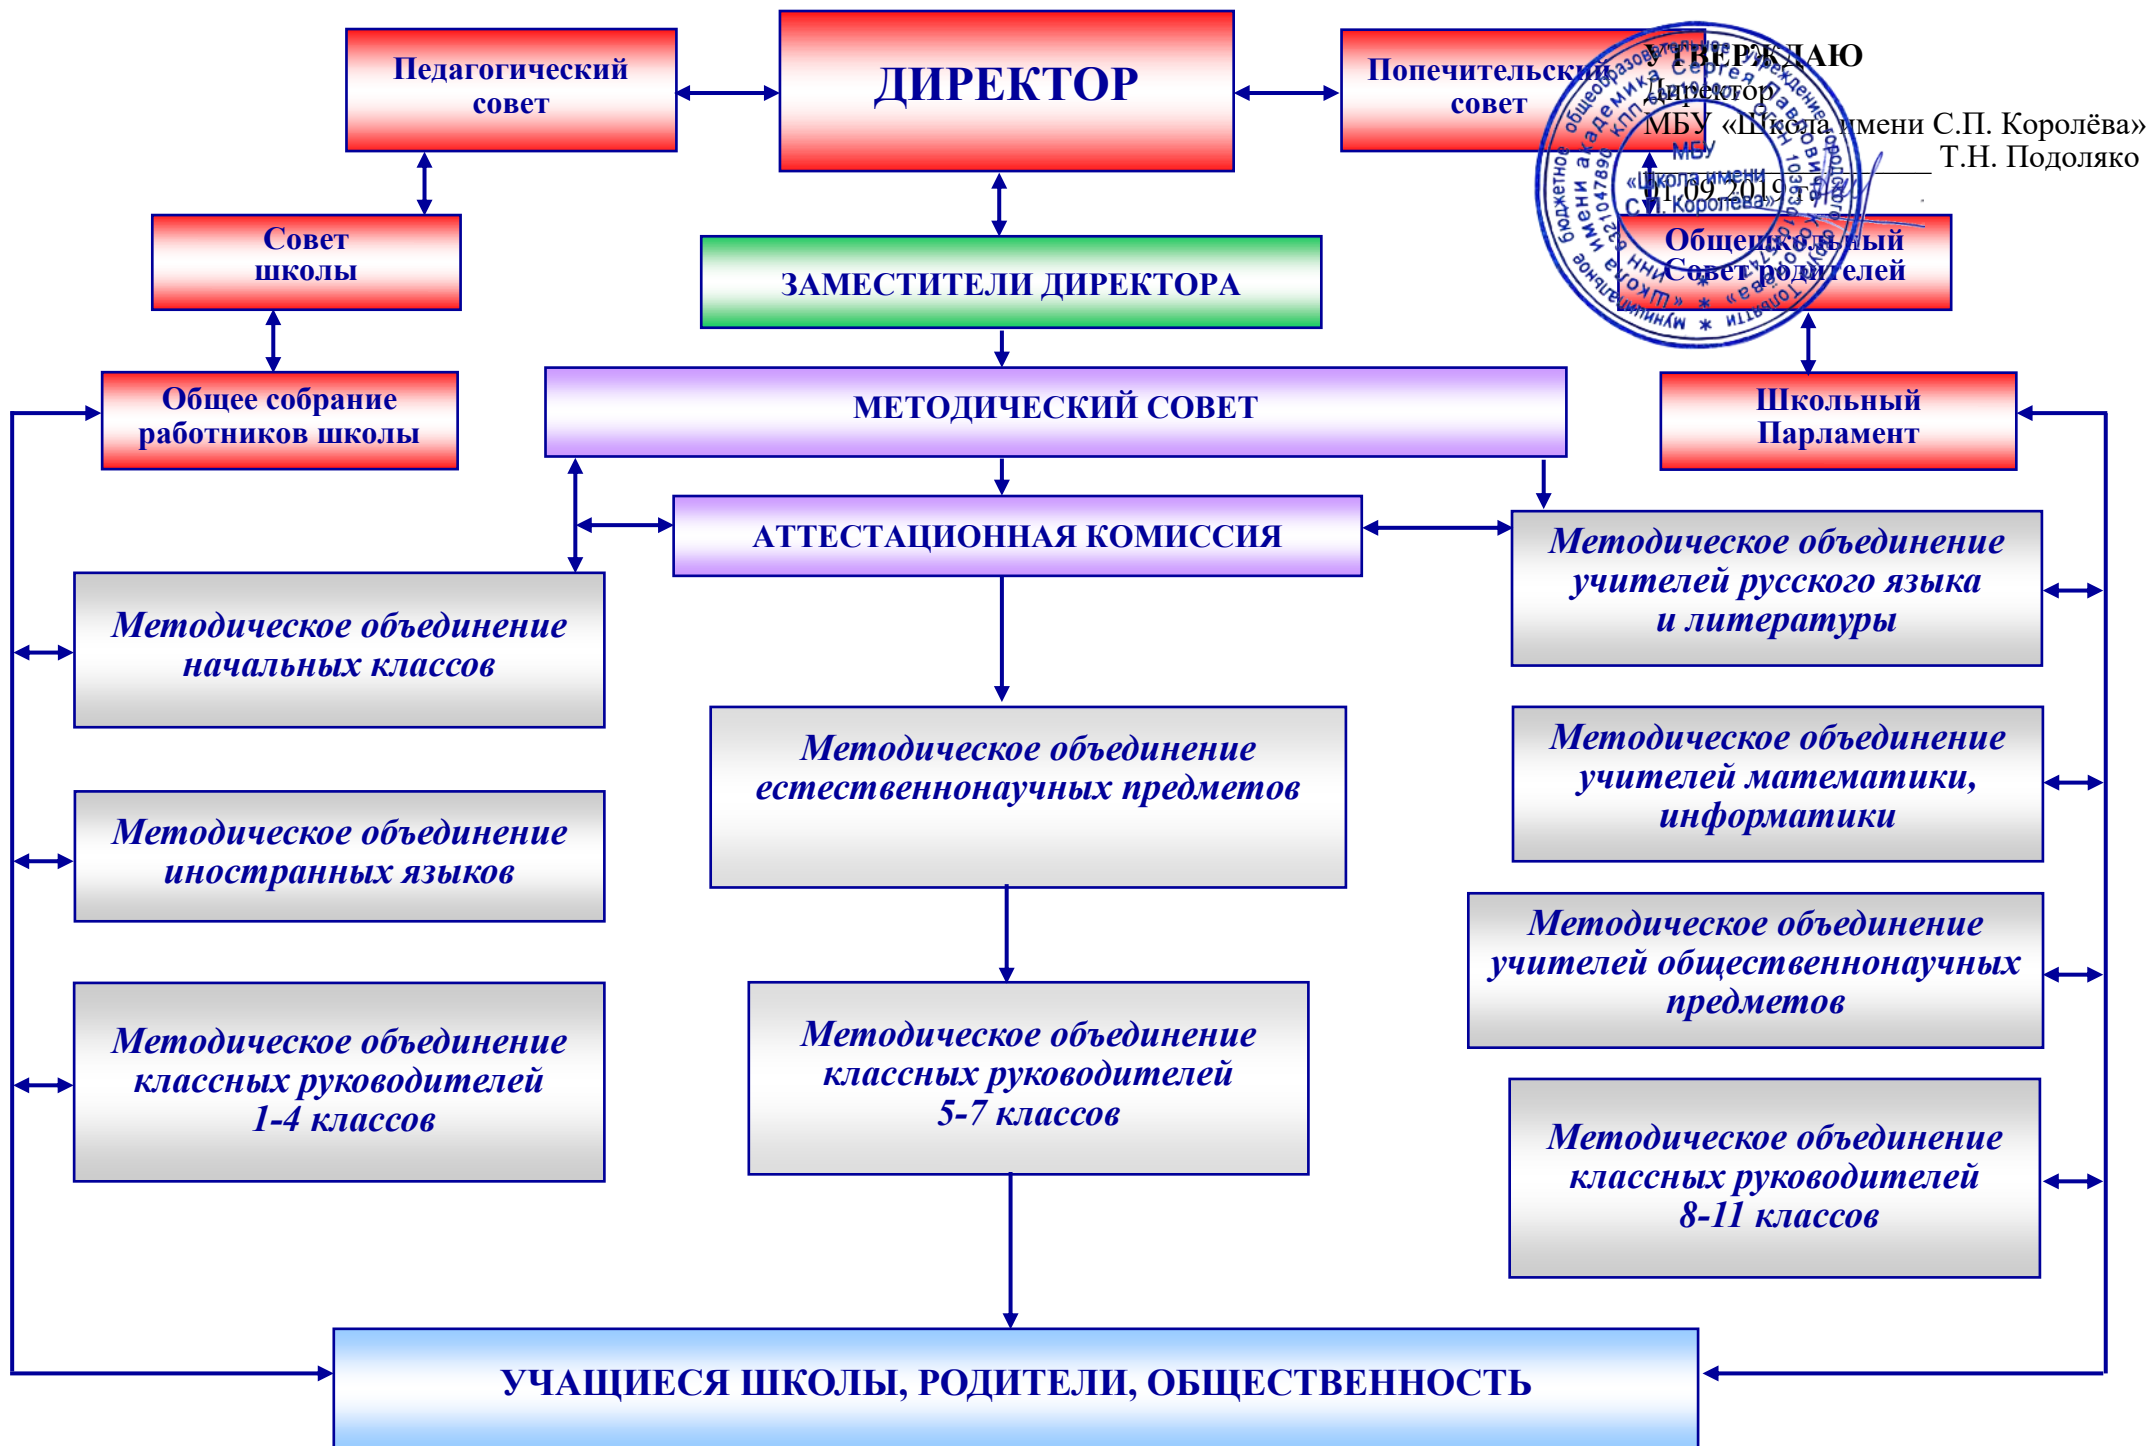 Педагогический
совет
ДИРЕКТОР
Попечительский
совет
УТВЕРЖДАЮ
Директор
МБУ «Школа имени С.П. Королёва»
Т.Н. Подоляко
01.09.2019 г.
МБУ
«Школа имени
С.П. Королёва»
Совет
школы
ЗАМЕСТИТЕЛИ ДИРЕКТОРА
Общешкольный
Совет родителей
Общее собрание
работников школы
МЕТОДИЧЕСКИЙ СОВЕТ
Школьный
Парламент
АТТЕСТАЦИОННАЯ КОМИССИЯ
Методическое объединение
учителей русского языка
и литературы
Методическое объединение
начальных классов
Методическое объединение
естественнонаучных предметов
Методическое объединение
учителей математики,
информатики
Методическое объединение
иностранных языков
Методическое объединение
учителей общественнонаучных
предметов
Методическое объединение
классных руководителей
1-4 классов
Методическое объединение
классных руководителей
5-7 классов
Методическое объединение
классных руководителей
8-11 классов
УЧАЩИЕСЯ ШКОЛЫ, РОДИТЕЛИ, ОБЩЕСТВЕННОСТЬ